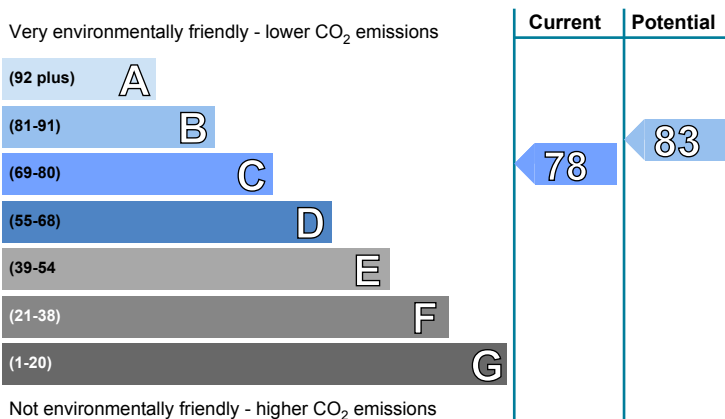 Very environmentally friendly - lower CO2 emissions
Current
Potential
(92 plus) A
(81-91) B
(69-80) C
(55-68) D
(39-54 E
(21-38) F
(1-20) G
78
83
Not environmentally friendly - higher CO2 emissions